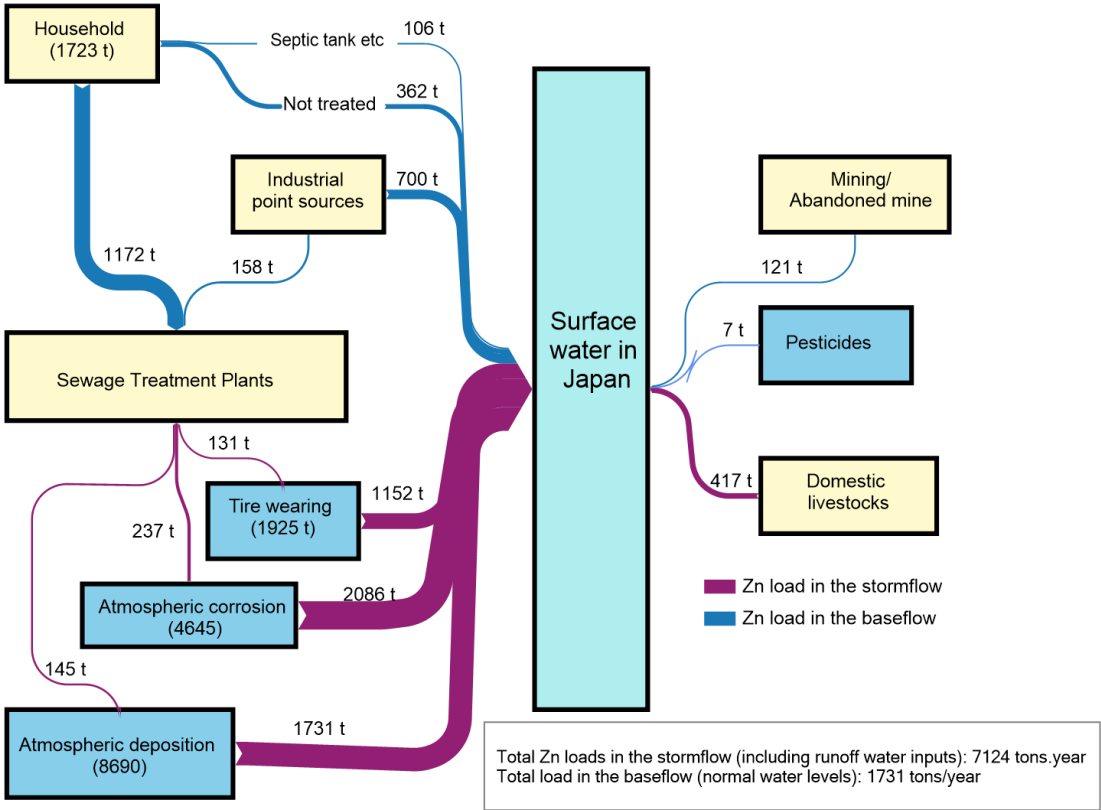 Household
(1723 t)
Septic tank etc
106 t
Not treated
362 t
Industrial
point sources
700 t
1172 t
158 t
Sewage Treatment Plants
131 t
Tire wearing
(1925 t)
1152 t
237 t
Atmospheric corrosion
(4645)
2086 t
145 t
Atmospheric deposition
(8690)
1731 t
Surface
water in
Japan
Mining/
Abandoned mine
121 t
7 t
Pesticides
417 t
Domestic
livestocks
Zn load in the stormflow
Zn load in the baseflow
Total Zn loads in the stormflow (including runoff water inputs): 7124 tons.year
Total load in the baseflow (normal water levels): 1731 tons/year